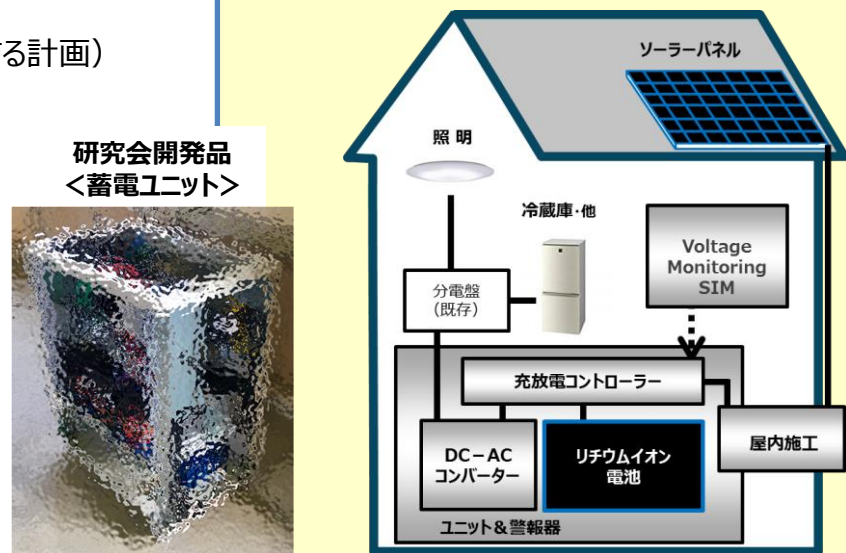 る計画）
研究会開発品
＜蓄電ユニット＞
ソーラーパネル
照 明
冷蔵庫・他
Voltage
Monitoring
SIM
分電盤
（既存）
充放電コントローラー
DC－AC
コンバーター
リチウムイオン
電池
屋内施工
ユニット＆警報器